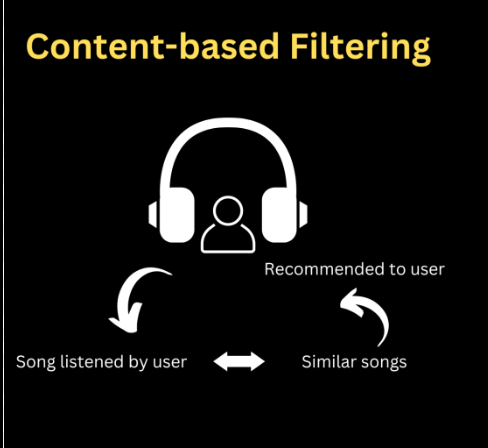 Content-based Filtering
Recommended to user
Song listened by user
Similar songs